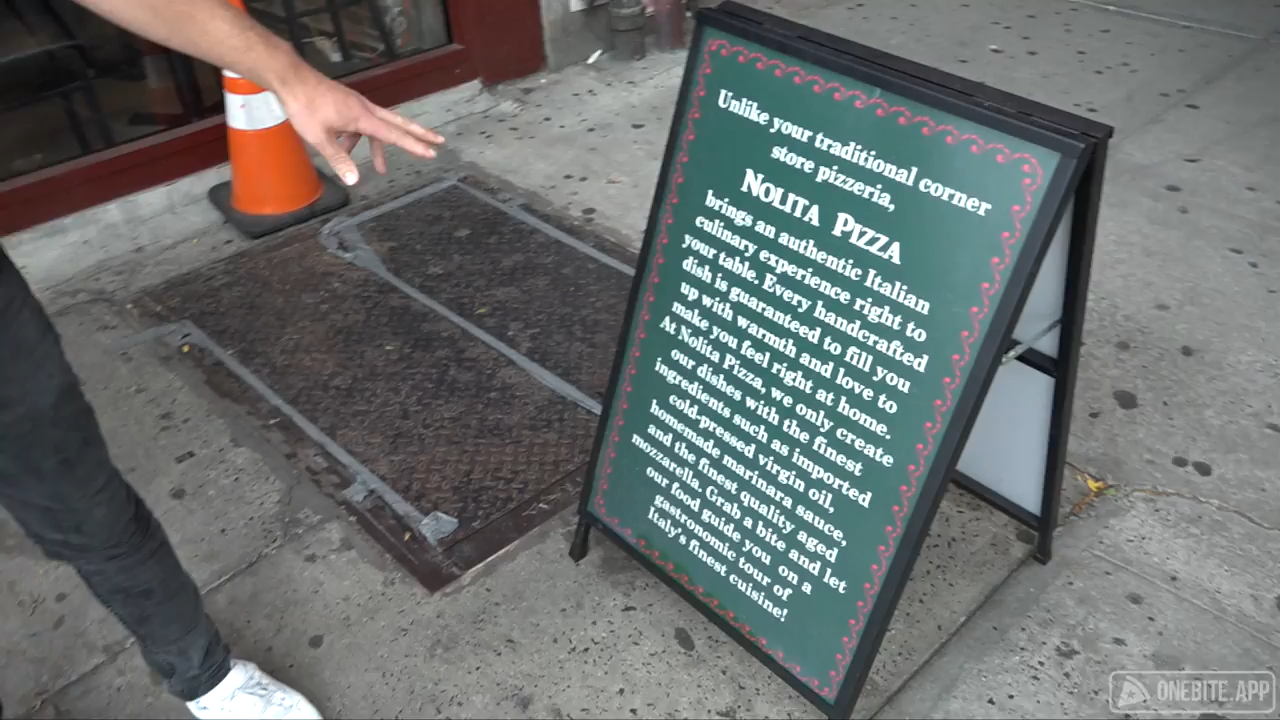 Unlike your traditional corner
store pizzeria,
NOLITA PIZZA
brings an authentic Italian
culinary experience right to
your table. Every handcrafted
dish is guaranteed to fill you
up with warmth and love to
make you feel right at home.
At Nolita Pizza, we only create
our dishes with the finest
ingredients such as imported
cold-pressed virgin oil,
homemade marinara sauce,
and the finest quality aged
mozzarella. Grab a bite and let
our food guide you on a
gastronomic tour of
Italy's finest cuisine!
ONEBITE.APP